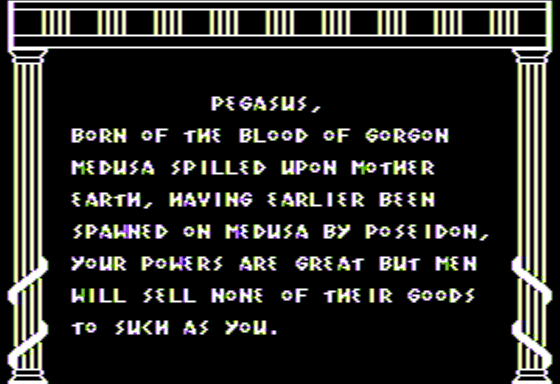 PEGASUS,
BORN OF THE BLOOD OF GORGON
MEDUSA SPILLED UPON MOTHER
EARTH, HAVING EARLIER BEEN
SPAWNED ON MEDUSA BY POSEIDON,
YOUR POWERS ARE GREAT BUT MEN
WILL SELL NONE OF THEIR GOODS
TO SUCH AS YOU.